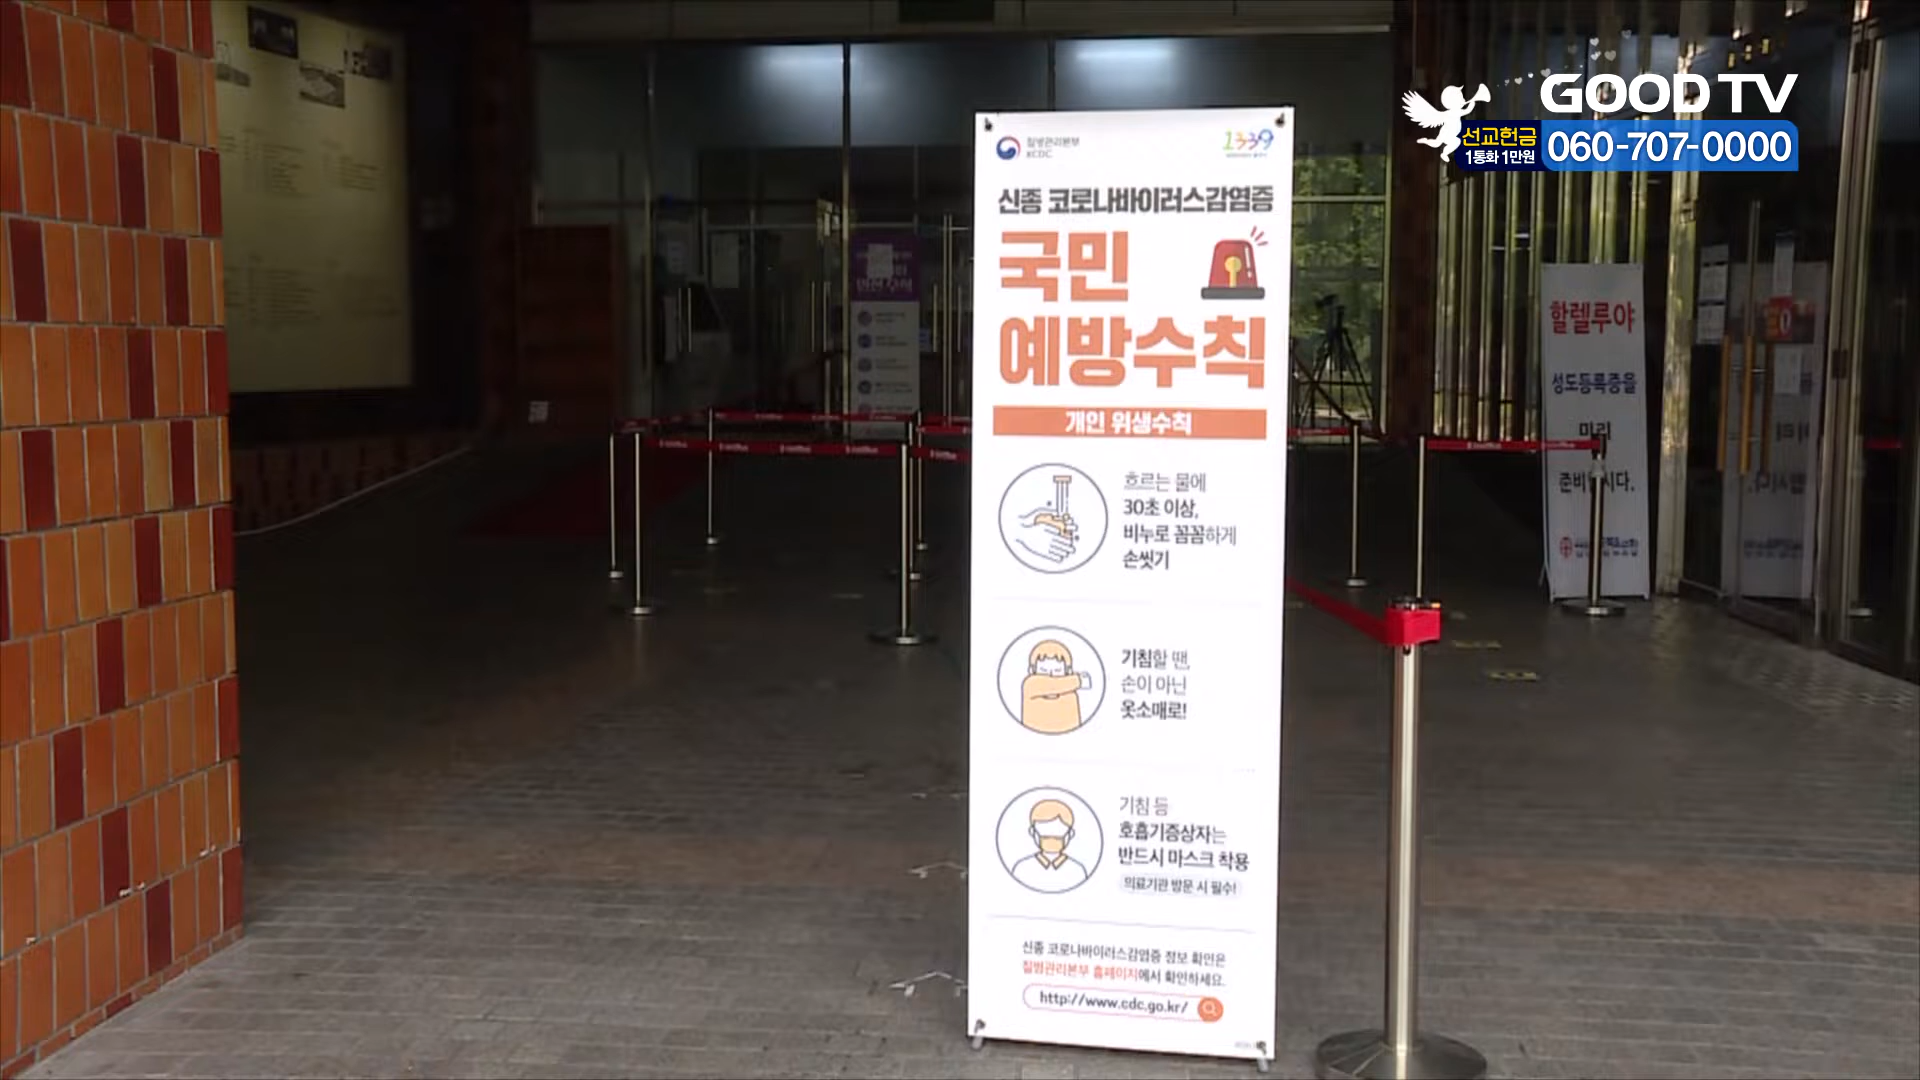 GOOD TV
선교헌금
1통화 1만원
060-707-0000
질병관리본부
KCDC
1339
신종 코로나바이러스감염증
국민
예방수칙
개인 위생수칙
흐르는 물에
30초 이상,
비누로 꼼꼼하게
손씻기
기침할 땐,
손이 아닌
옷소매로!
기침 등
호흡기증상자는
반드시 마스크 착용
의료기관 방문 시 필수!
신종 코로나바이러스감염증 정보 확인은
질병관리본부 홈페이지에서 확인하세요.
http://www.cdc.go.kr/
할렐루야
성도등록증을
미리